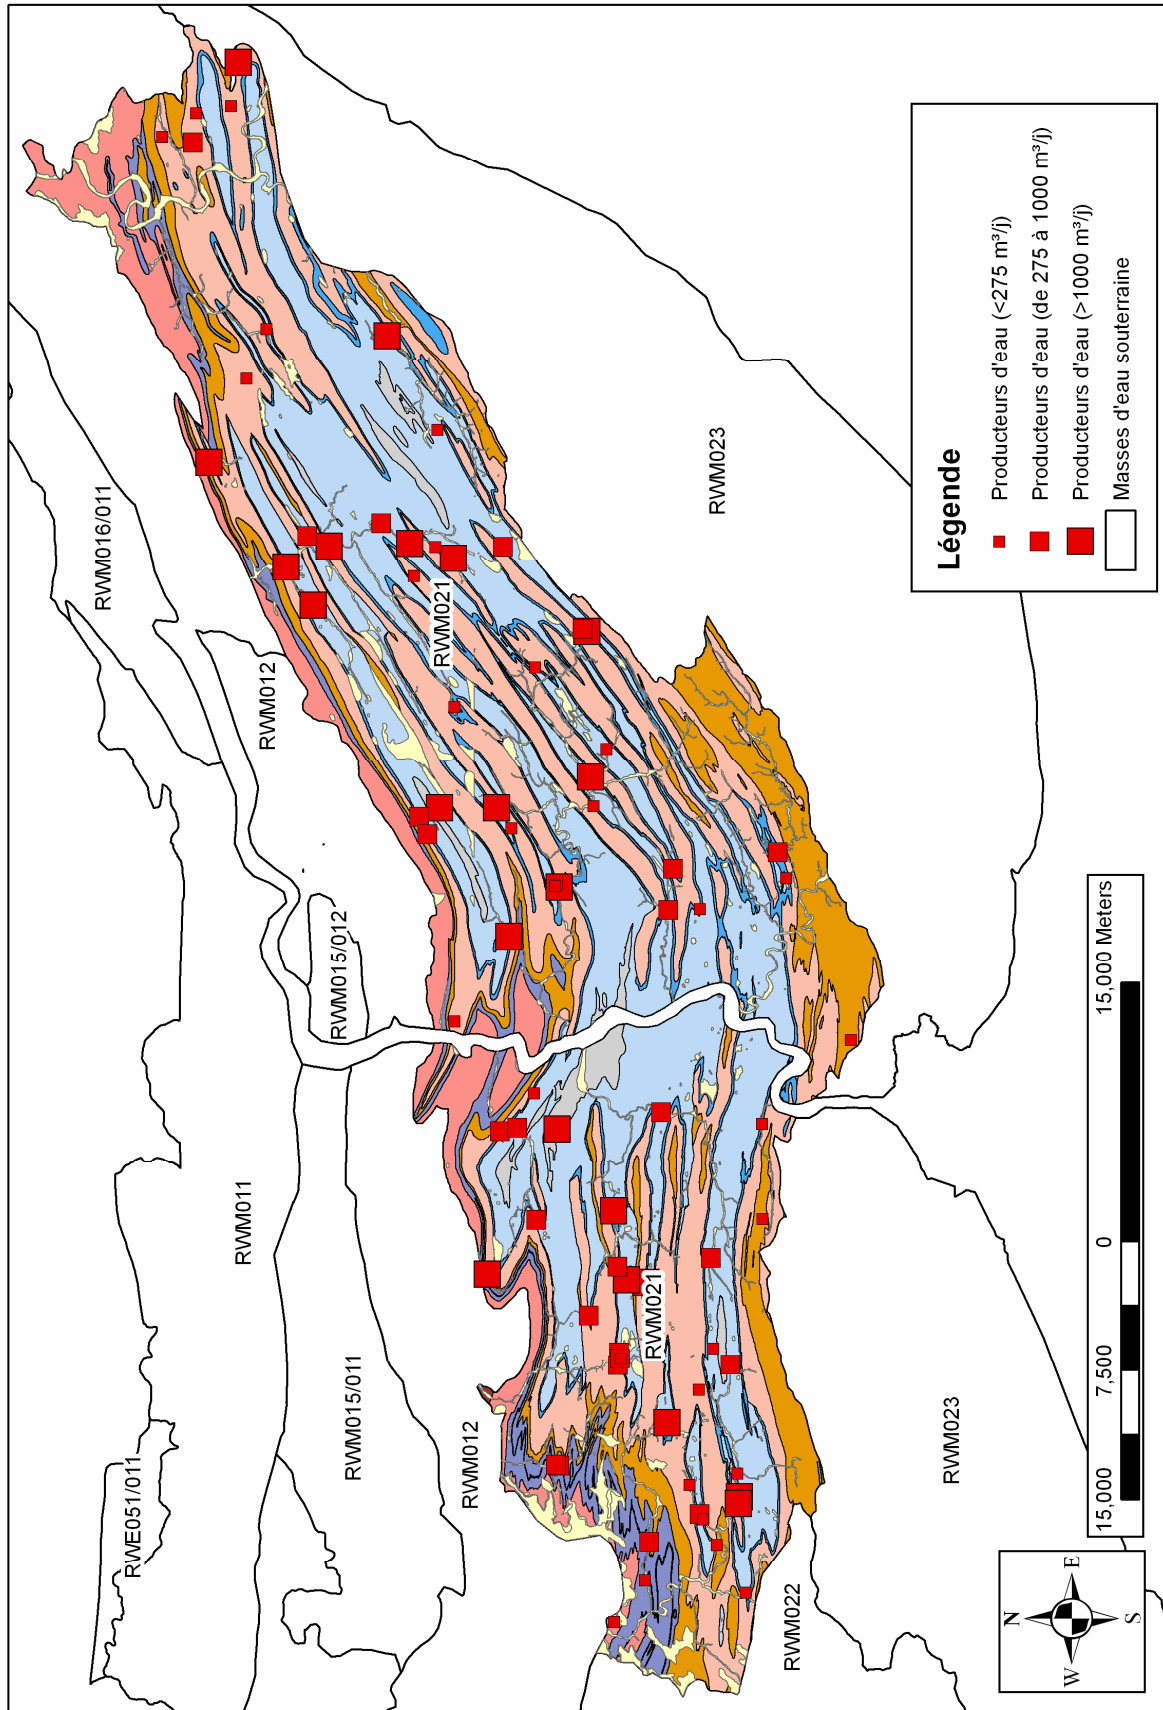 RWE051/011
RWM011
RWM016/011
RWM015/011
RWM015/012
RWM012
RWM012
RWM021
RWM021
RWM022
RWM023
RWM023
N
W
E
S
15,000
7,500
0
15,000 Meters
Légende
Producteurs d'eau (<275 m³/j)
Producteurs d'eau (de 275 à 1000 m³/j)
Producteurs d'eau (>1000 m³/j)
Masses d'eau souterraine